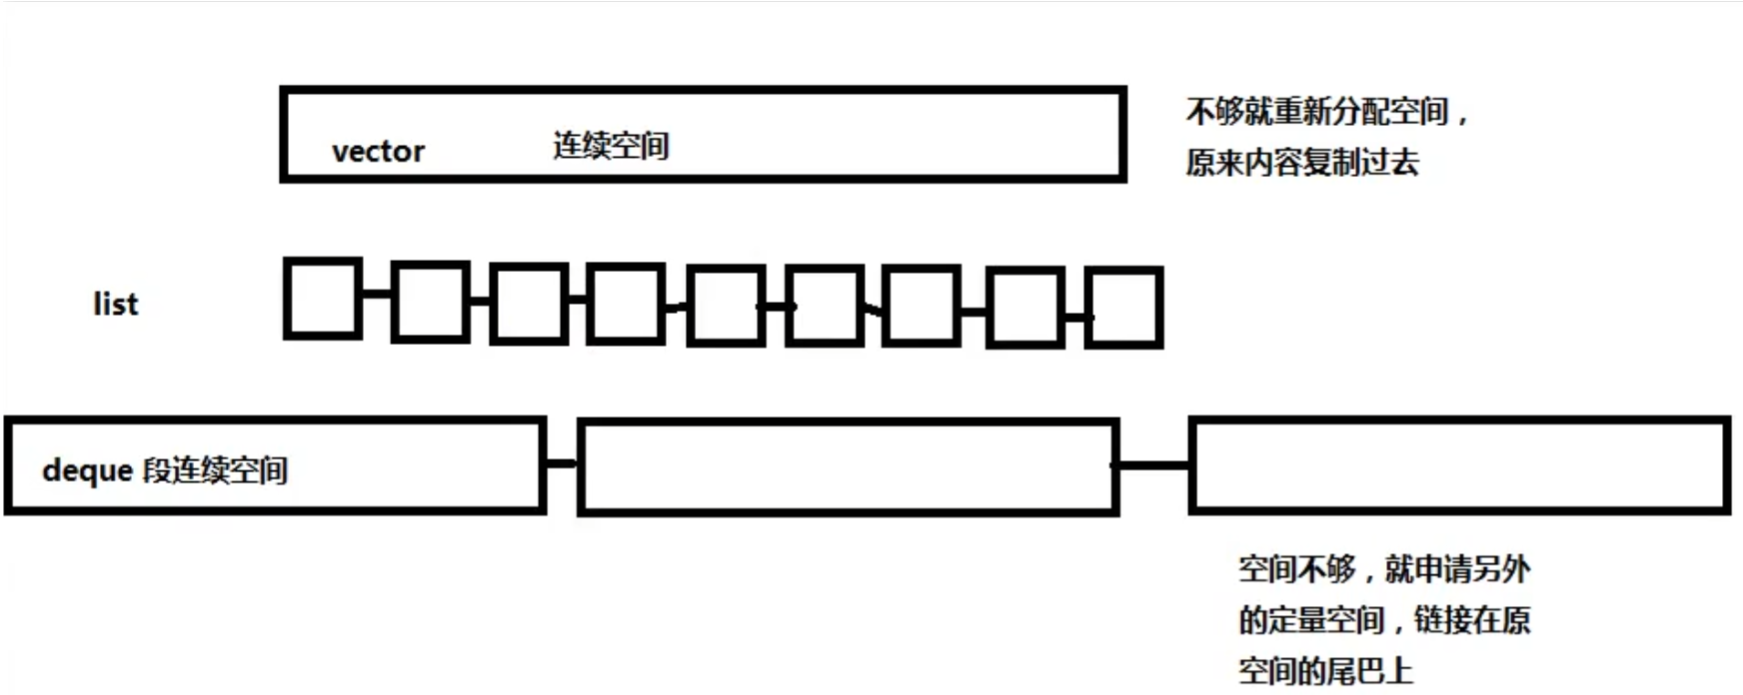 vector 连续空间
不够就重新分配空间，
原来内容复制过去
list
deque 段连续空间
空间不够，就申请另外
的定量空间，链接在原
空间的尾巴上